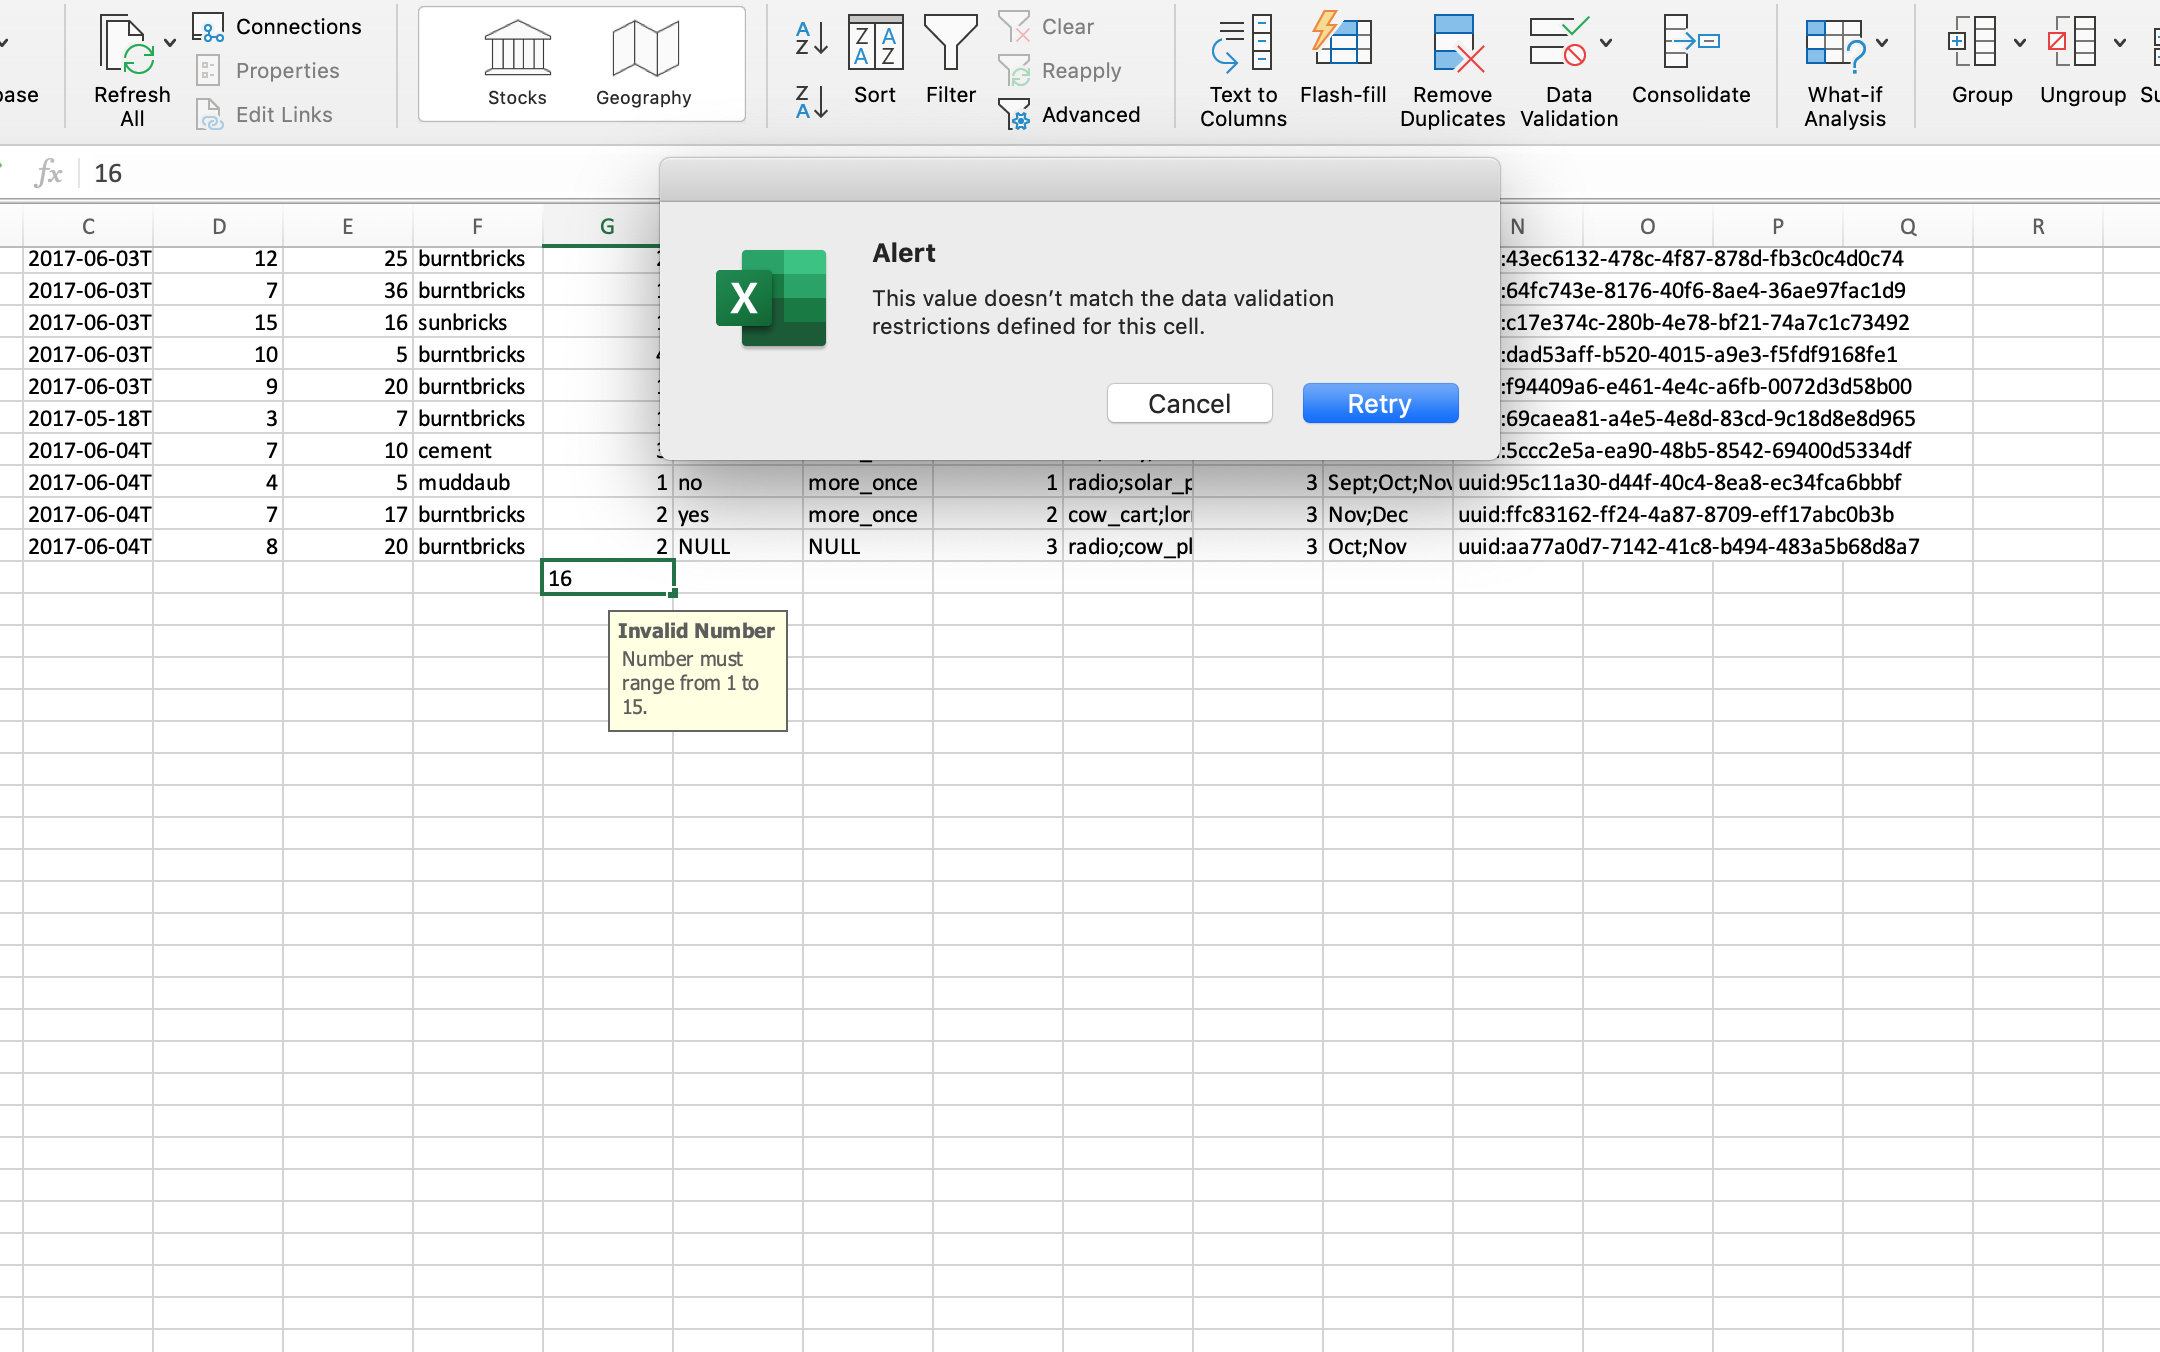 Connections
Properties
Edit Links
Refresh All
Stocks
Geography
A Z
Z A
Z A A Z
Sort
Filter
Clear
Reapply
Advanced
Text to Columns
Flash-fill
Remove Duplicates
Data Validation
Consolidate
What-if Analysis
Group
Ungroup
fx 16
C D E F G N O P Q R
Alert
This value doesn’t match the data validation
restrictions defined for this cell.
Cancel Retry
X
2017-06-03T 12 25 burntbricks :43ec6132-478c-4f87-878d-fb3c0c4d0c74
2017-06-03T 7 36 burntbricks :64fc743e-8176-40f6-8ae4-36ae97fac1d9
2017-06-03T 15 16 sunbricks :c17e374c-280b-4e78-bf21-74a7c1c73492
2017-06-03T 10 5 burntbricks :dad53aff-b520-4015-a9e3-f5fdf9168fe1
2017-06-03T 9 20 burntbricks :f94409a6-e461-4e4c-a6fb-0072d3d58b00
2017-05-18T 3 7 burntbricks :69caea81-a4e5-4e8d-83cd-9c18d8e8d965
2017-06-04T 7 10 cement :5ccc2e5a-ea90-48b5-8542-69400d5334df
2017-06-04T 4 5 muddaub 1 no more_once 1 radio;solar_p 3 Sept;Oct;Nov uuid:95c11a30-d44f-40c4-8ea8-ec34fca6bbbf
2017-06-04T 7 17 burntbricks 2 yes more_once 2 cow_cart;lor 3 Nov;Dec uuid:ffc83162-ff24-4a87-8709-eff17abc0b3b
2017-06-04T 8 20 burntbricks 2 NULL NULL 3 radio;cow_pl 3 Oct;Nov uuid:aa77a0d7-7142-41c8-b494-483a5b68d8a7
16
Invalid Number
Number must
range from 1 to
15.